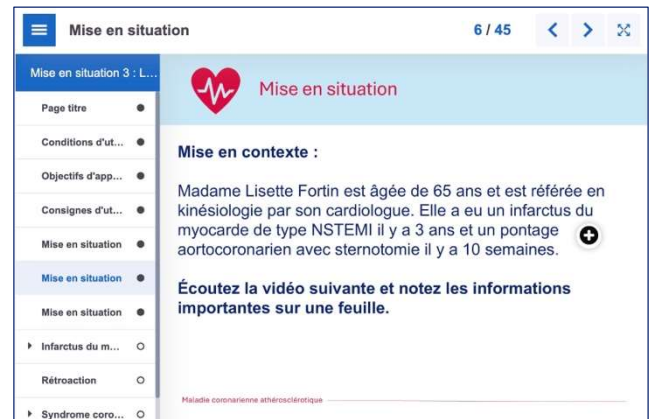 Mise en situation
6 / 45
Mise en situation 3 : L...
Page titre
Conditions d'ut...
Objectifs d'app...
Consignes d'ut...
Mise en situation
Mise en situation
Mise en situation
Infarctus du m...
Rétroaction
Syndrome coro...
Mise en situation
Mise en contexte :
Madame Lisette Fortin est âgée de 65 ans et est référée en
kinésiologie par son cardiologue. Elle a eu un infarctus du
myocarde de type NSTEMI il y a 3 ans et un pontage
aortocoronarien avec sternotomie il y a 10 semaines.
Écoutez la vidéo suivante et notez les informations
importantes sur une feuille.
Maladie coronarienne athérosclérotique